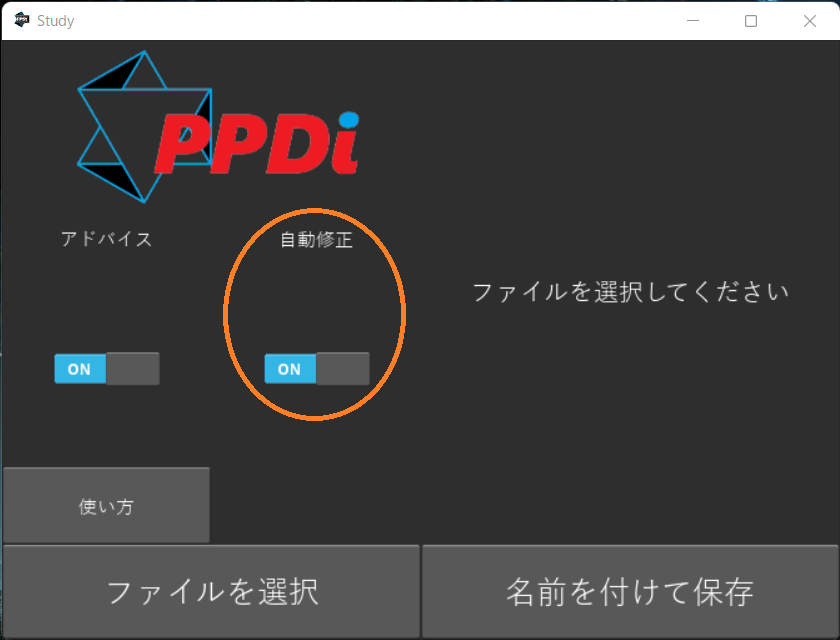 Study
PPDi
アドバイス
自動修正
ファイルを選択してください
ON
ON
使い方
ファイルを選択
名前を付けて保存